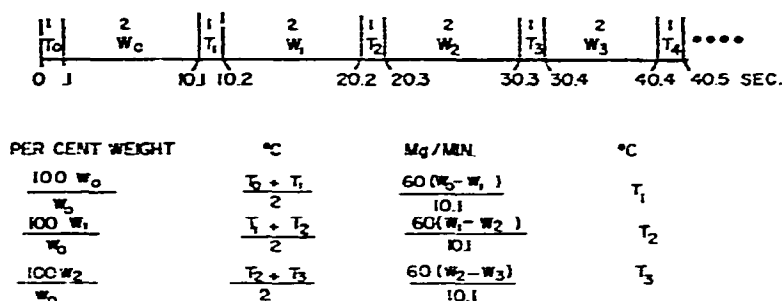 1 2 1 2 1 2 1 2 1
T₀ W₀ T₁ W₁ T₂ W₂ T₃ W₃ T₄ ••••
0 .1 10.1 10.2 20.2 20.3 30.3 30.4 40.4 40.5 SEC.
PER CENT WEIGHT °C Mg/MIN. °C
100 W₀ / W₀ T₀ + T₁ / 2 60(W₀-W₁) / 10.1 T₁
100 W₁ / W₀ T₁ + T₂ / 2 60(W₁-W₂) / 10.1 T₂
100 W₂ / W₀ T₂ + T₃ / 2 60(W₂-W₃) / 10.1 T₃